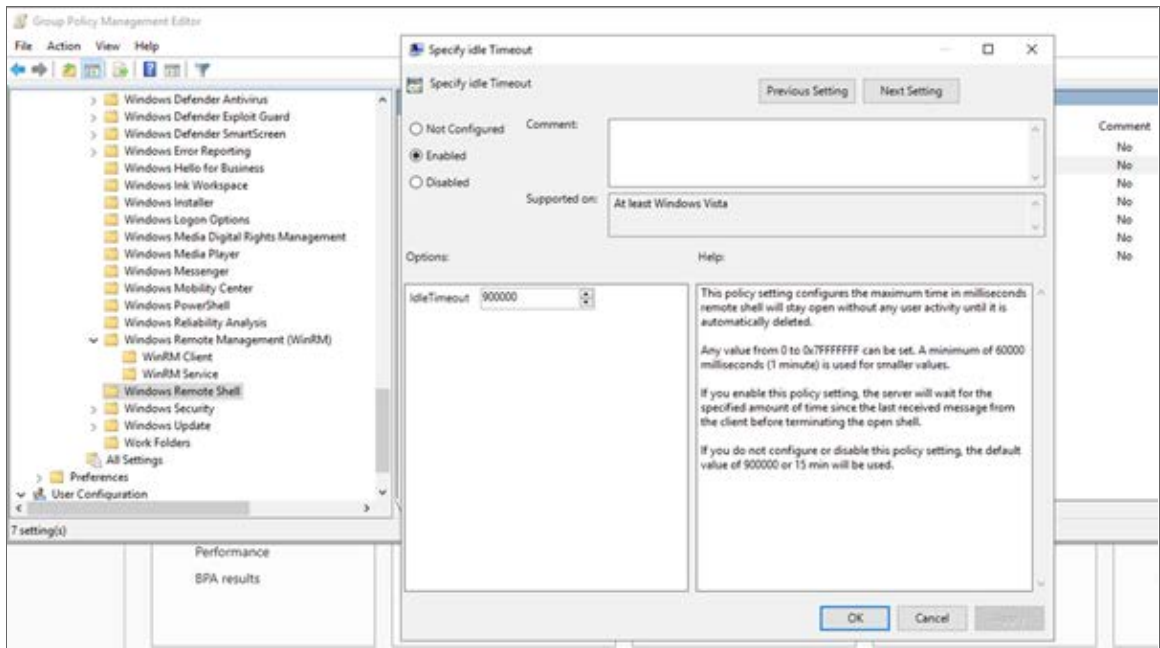 Group Policy Management Editor
File Action View Help
Windows Defender Antivirus
Windows Defender Exploit Guard
Windows Defender SmartScreen
Windows Error Reporting
Windows Hello for Business
Windows Ink Workspace
Windows Installer
Windows Logon Options
Windows Media Digital Rights Management
Windows Media Player
Windows Messenger
Windows Mobility Center
Windows PowerShell
Windows Reliability Analysis
Windows Remote Management (WinRM)
WinRM Client
WinRM Service
Windows Remote Shell
Windows Security
Windows Update
Work Folders
All Settings
Preferences
User Configuration
7 setting(s)
Performance
BPA results
Specify idle Timeout
Specify idle Timeout
Previous Setting Next Setting
Not Configured
Enabled
Disabled
Comment:
Supported on: At least Windows Vista
Options: Help:
IdleTimeout 900000
This policy setting configures the maximum time in milliseconds
remote shell will stay open without any user activity until it is
automatically deleted.
Any value from 0 to 0x7FFFFFFF can be set. A minimum of 60000
milliseconds (1 minute) is used for smaller values.
If you enable this policy setting, the server will wait for the
specified amount of time since the last received message from
the client before terminating the open shell.
If you do not configure or disable this policy setting, the default
value of 900000 or 15 min will be used.
OK Cancel
Comment
No
No
No
No
No
No
No